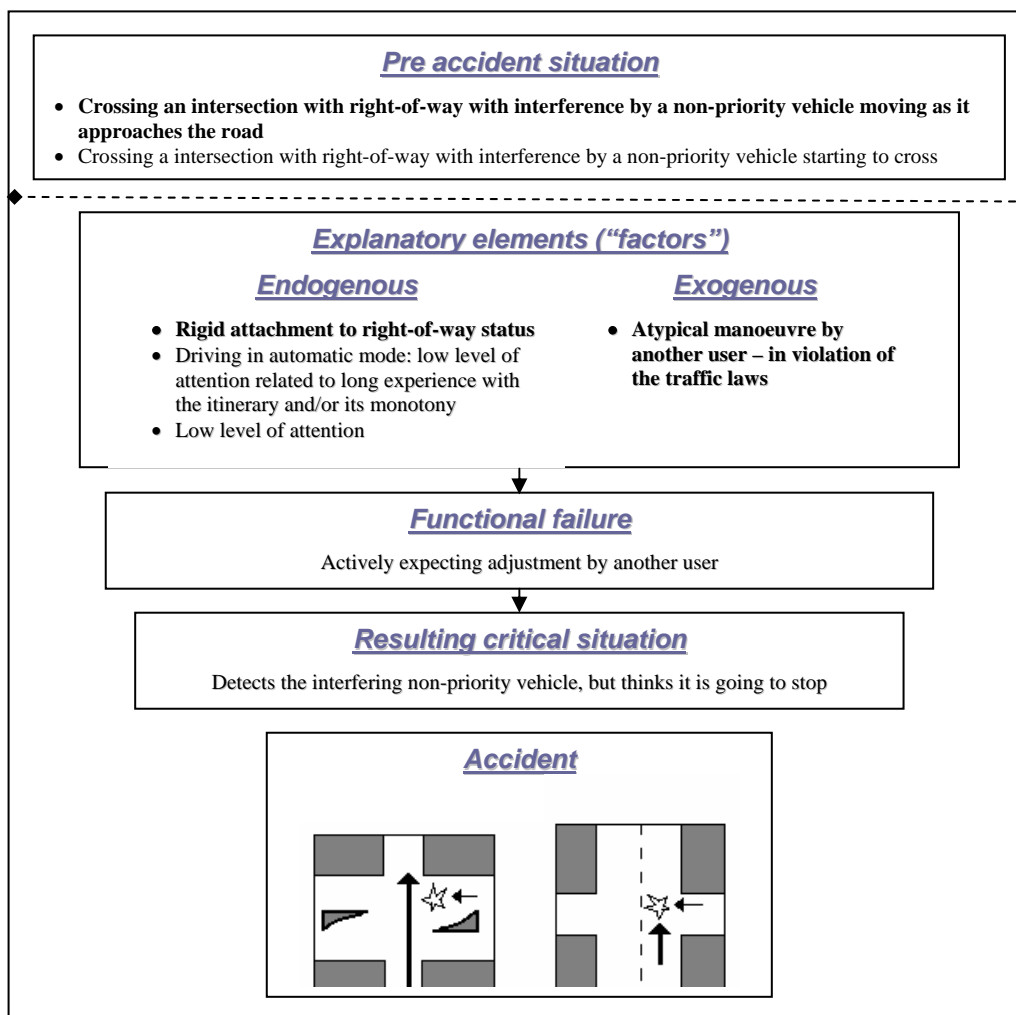 Pre accident situation
• Crossing an intersection with right-of-way with interference by a non-priority vehicle moving as it
approaches the road
• Crossing a intersection with right-of-way with interference by a non-priority vehicle starting to cross
Explanatory elements (“factors”)
Endogenous
• Rigid attachment to right-of-way status
• Driving in automatic mode: low level of
attention related to long experience with
the itinerary and/or its monotony
• Low level of attention
Exogenous
• Atypical manoeuvre by
another user – in violation of
the traffic laws
Functional failure
Actively expecting adjustment by another user
Resulting critical situation
Detects the interfering non-priority vehicle, but thinks it is going to stop
Accident